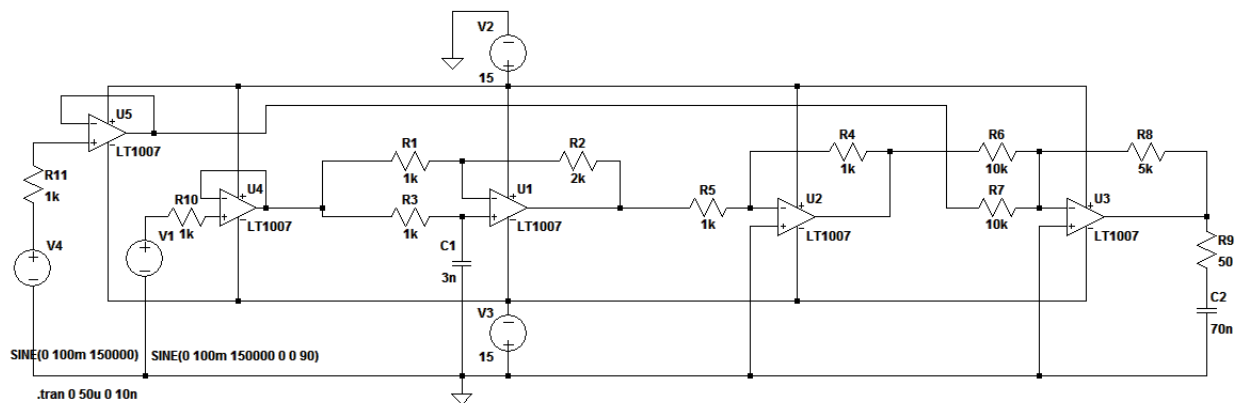 V2
15
U5
LT1007
R11
1k
V4
R10
1k
V1
U4
LT1007
R1
1k
R3
1k
C1
3n
R2
2k
U1
LT1007
V3
15
R5
1k
R4
1k
U2
LT1007
R6
10k
R7
10k
R8
5k
U3
LT1007
R9
50
C2
70n
SINE(0 100m 150000)
SINE(0 100m 150000 0 0 90)
.tran 0 50u 0 10n